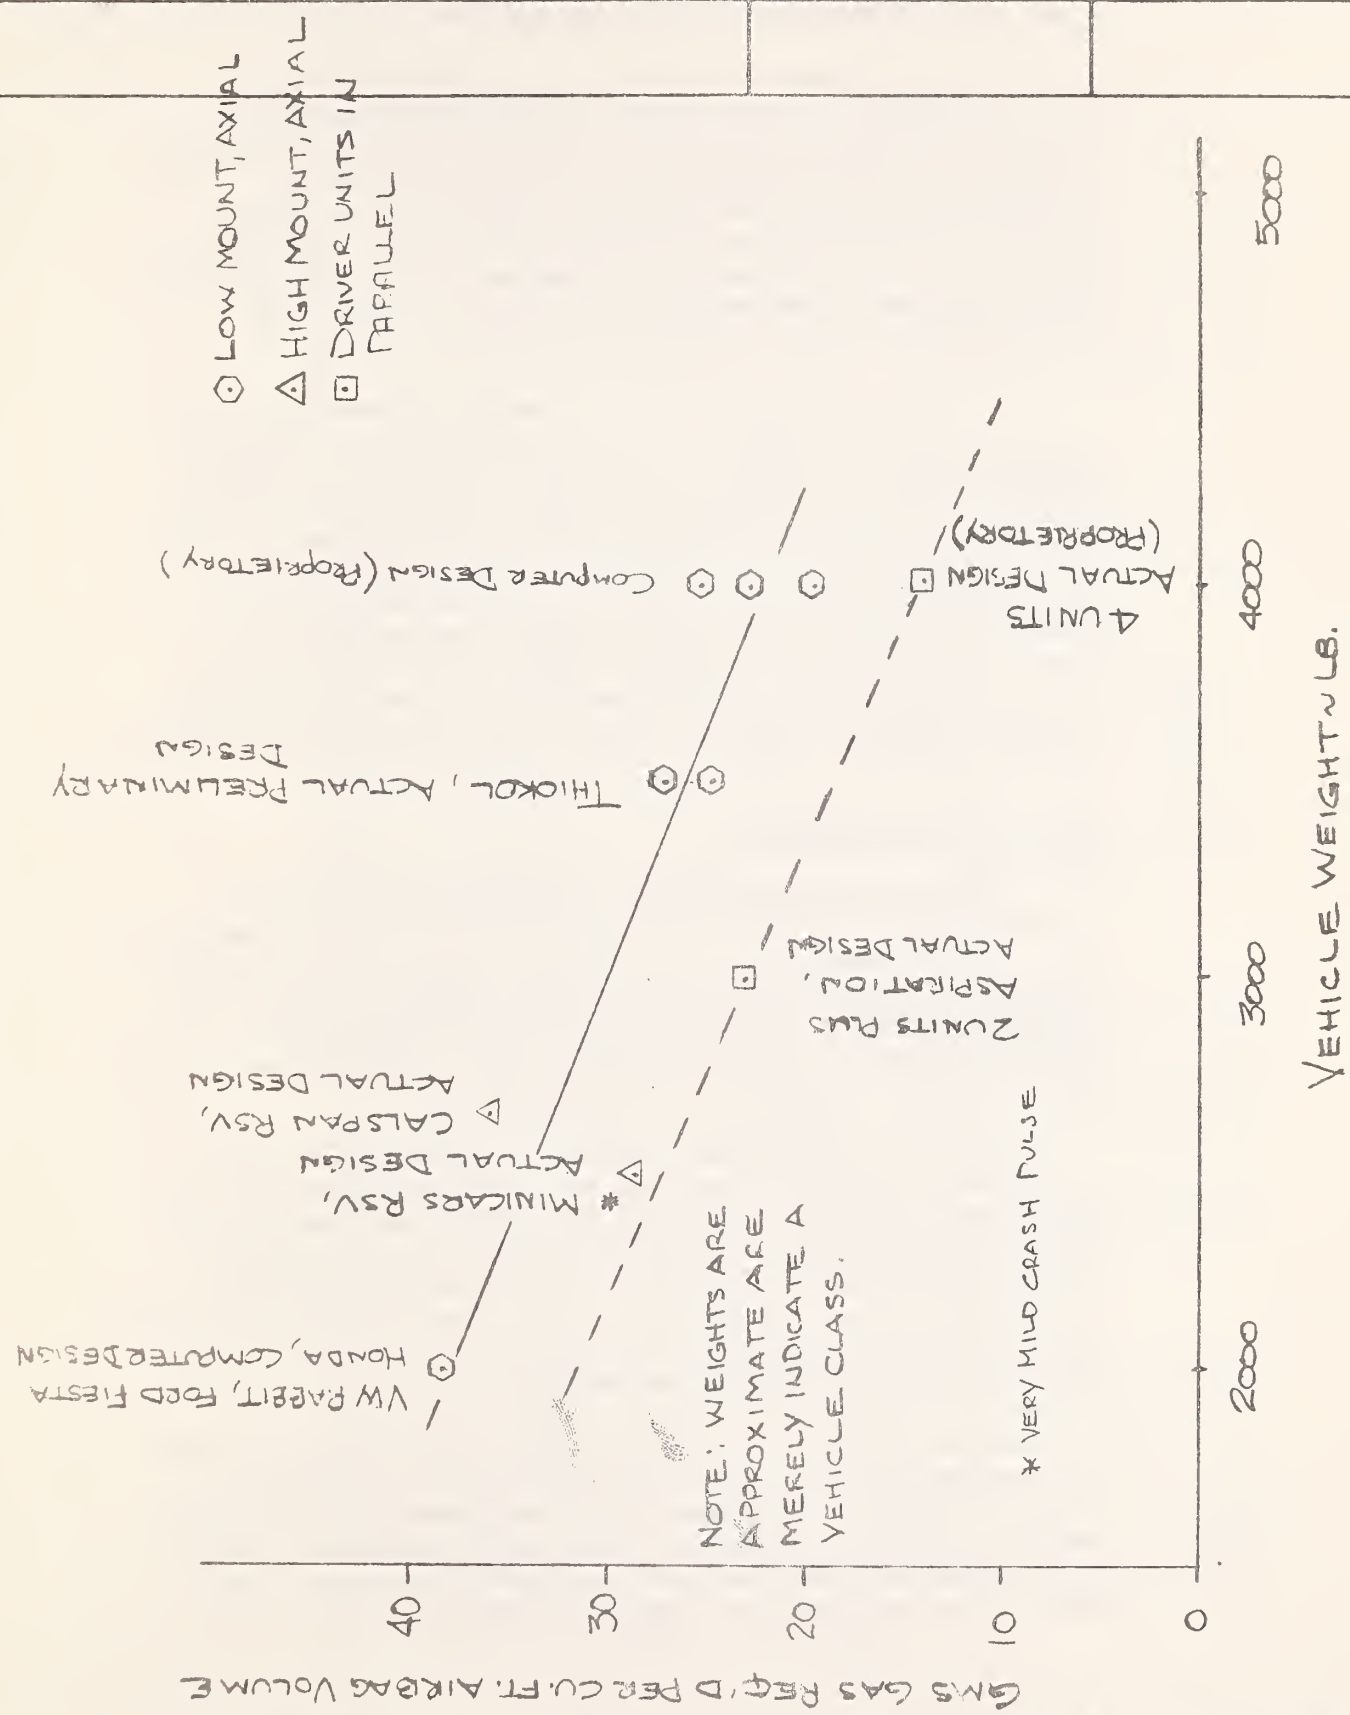 LOW MOUNT, AXIAL
HIGH MOUNT, AXIAL
DRIVER UNITS IN
PARALLEL
COMPUTER DESIGN (PROPRIETORY)
4 UNITS
ACTUAL DESIGN
(PROPRIETORY)
THIOKOL, ACTUAL PRELIMINARY
DESIGN
2 UNITS PLUS
ASPIRATION,
ACTUAL DESIGN
CALSPAN RSV,
ACTUAL DESIGN
* MINICARS RSV,
ACTUAL DESIGN
VW RABBIT, FORD FIESTA
HONDA, COMPUTER DESIGN
NOTE: WEIGHTS ARE
APPROXIMATE ARE
MERELY INDICATE A
VEHICLE CLASS.
* VERY MILD CRASH PULSE
GMS GAS REQ'D PER CU.FT. AIRBAG VOLUME
40
30
20
10
0
2000
3000
4000
5000
VEHICLE WEIGHT ~ LB.